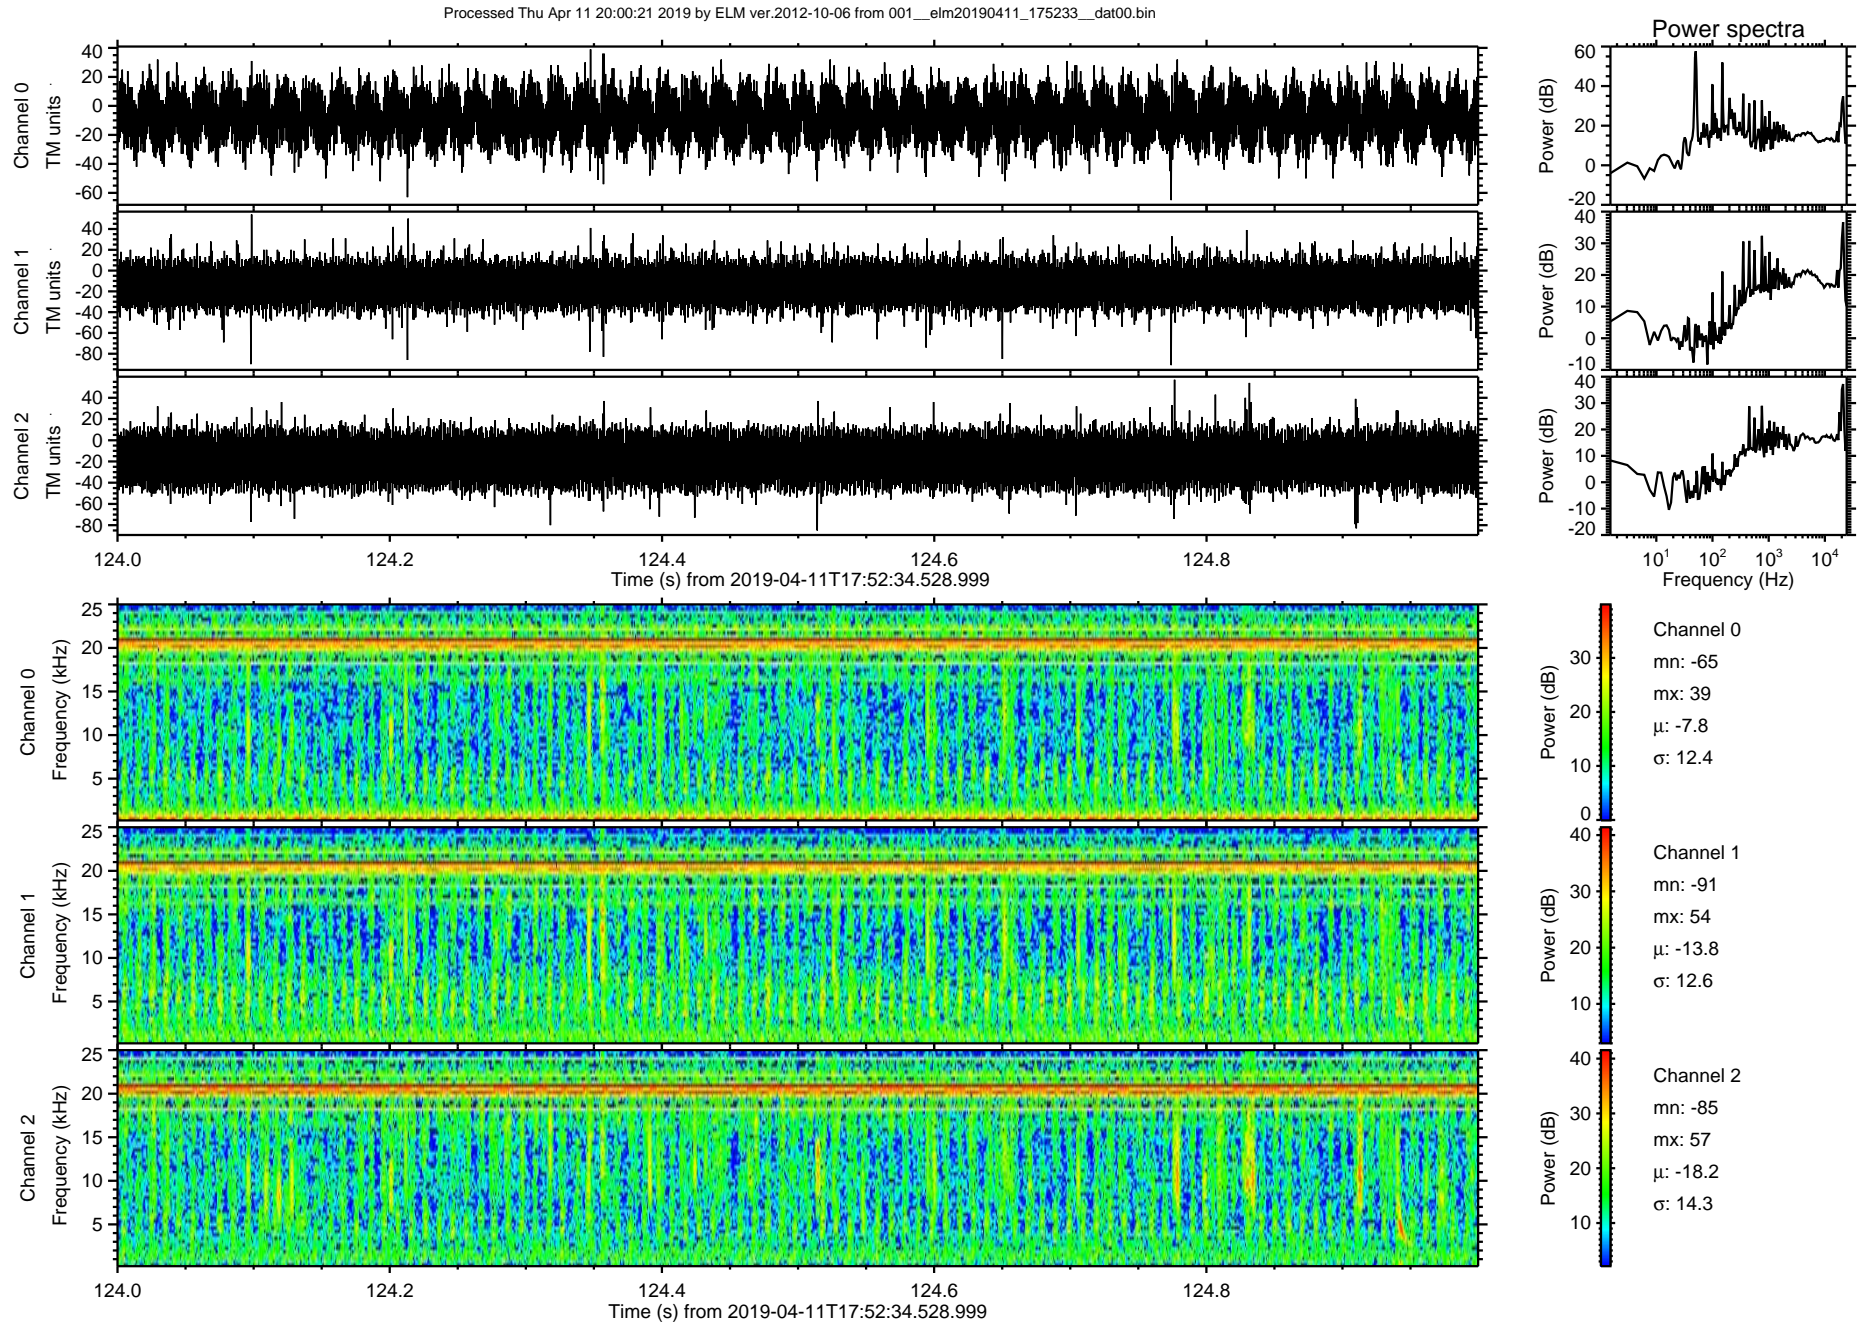 Processed Thu Apr 11 20:00:21 2019 by ELM ver.2012-10-06 from 001__elm20190411_175233__dat00.bin
Power spectra
Channel 0
TM units
40
20
0
-20
-40
-60
Power (dB)
60
40
20
0
-20
Channel 1
TM units
40
20
0
-20
-40
-60
-80
Power (dB)
40
30
20
10
0
-10
Channel 2
TM units
40
20
0
-20
-40
-60
-80
Power (dB)
40
30
20
10
0
-10
-20
124.0 124.2 124.4 124.6 124.8
Time (s) from 2019-04-11T17:52:34.528.999
10¹ 10² 10³ 10⁴
Frequency (Hz)
Channel 0
Frequency (kHz)
25
20
15
10
5
Power (dB)
30
20
10
0
Channel 0
mn: -65
mx: 39
μ: -7.8
σ: 12.4
Channel 1
Frequency (kHz)
25
20
15
10
5
Power (dB)
40
30
20
10
Channel 1
mn: -91
mx: 54
μ: -13.8
σ: 12.6
Channel 2
Frequency (kHz)
25
20
15
10
5
Power (dB)
40
30
20
10
Channel 2
mn: -85
mx: 57
μ: -18.2
σ: 14.3
124.0 124.2 124.4 124.6 124.8
Time (s) from 2019-04-11T17:52:34.528.999